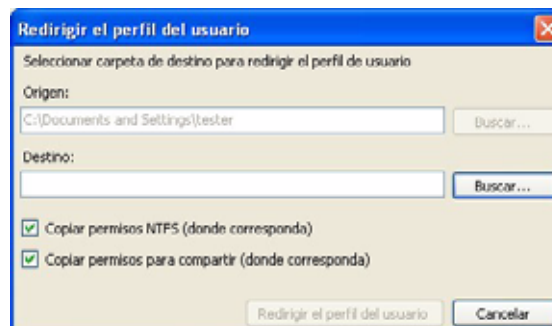 Redirigir el perfil del usuario
Seleccionar carpeta de destino para redirigir el perfil de usuario
Origen:
C:\Documents and Settings\tester
Buscar...
Destino:
Buscar...
Copiar permisos NTFS (donde corresponda)
Copiar permisos para compartir (donde corresponda)
Redirigir el perfil del usuario
Cancelar